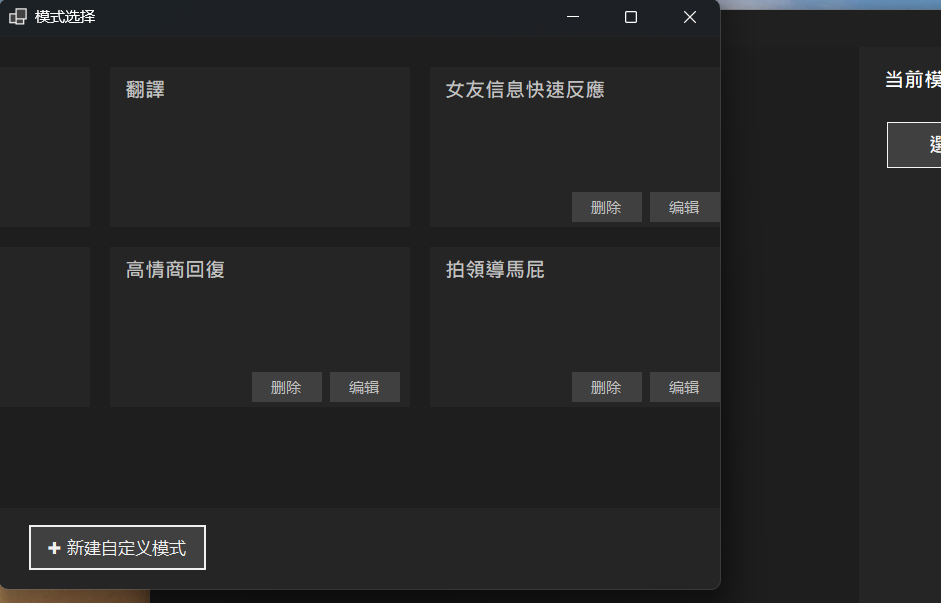 模式选择
翻譯
女友信息快速反應
删除
编辑
高情商回復
删除
编辑
拍領導馬屁
删除
编辑
✚ 新建自定义模式
当前模